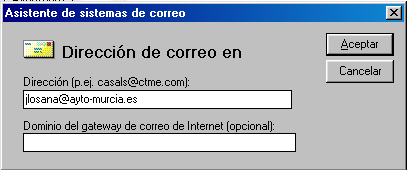 Asistente de sistemas de correo
Dirección de correo en
Aceptar
Cancelar
Dirección (p.ej. casals@ctme.com):
jlosana@ayto-murcia.es
Dominio del gateway de correo de Internet (opcional):